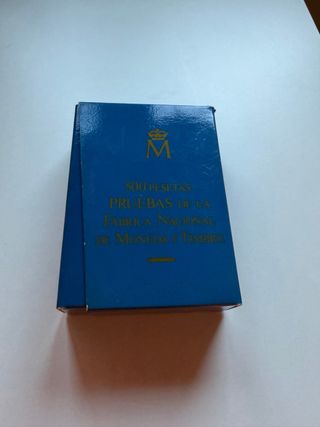 M
500 PESETAS
PRUEBAS DE LA
FABRICA NACIONAL
DE MONEDA Y TIMBRE